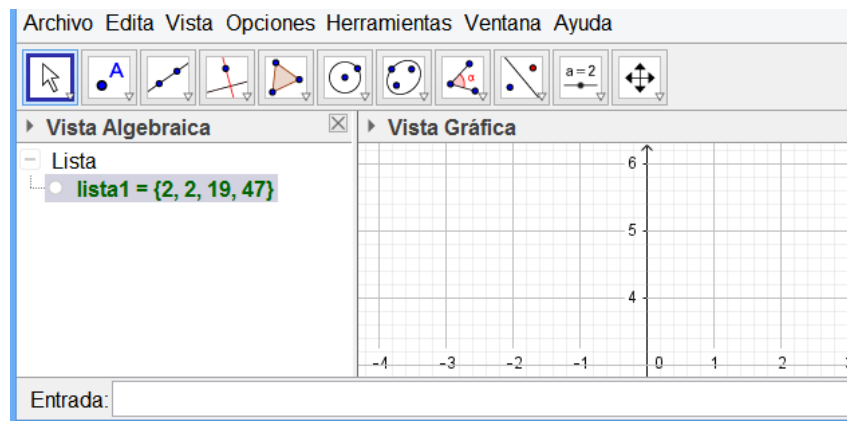 Archivo Edita Vista Opciones Herramientas Ventana Ayuda
A α a=2
Vista Algebraica Vista Gráfica
Lista
lista1 = {2, 2, 19, 47}
6
5
4
-4 -3 -2 -1 0 1 2
Entrada: